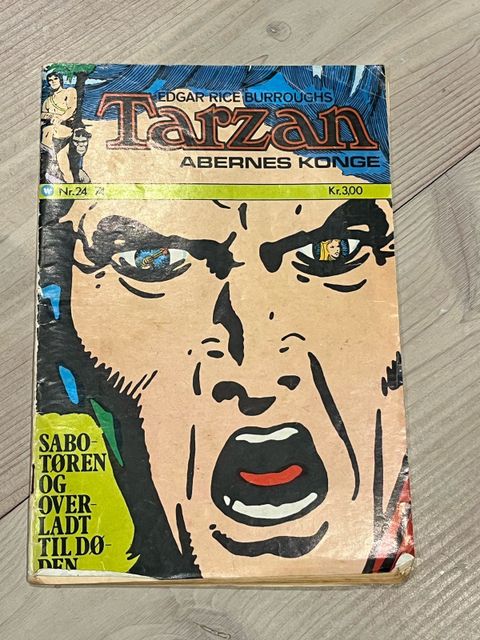 EDGAR RICE BURROUGHS
Tarzan
ABERNES KONGE
W Nr.24 74 Kr.3,00
SABO-
TØREN
OG
OVER-
LADT
TIL DØ-
DEN